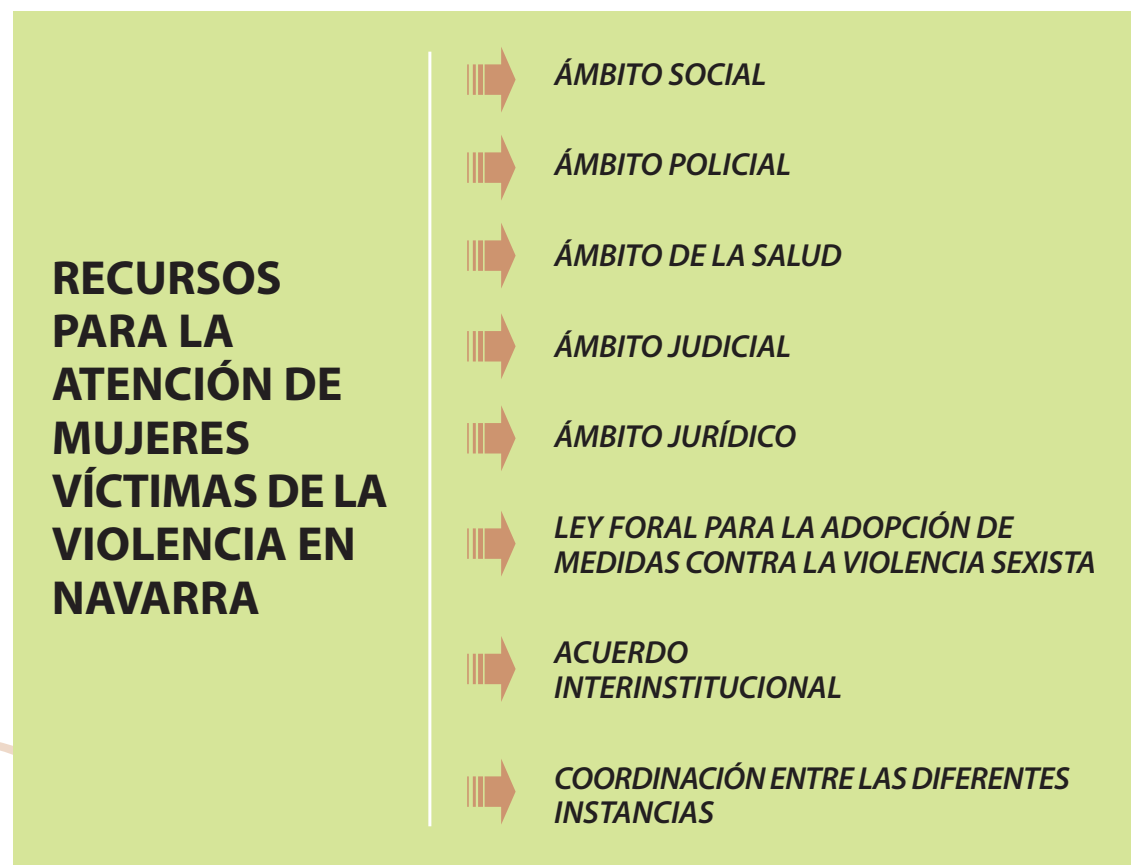 RECURSOS
PARA LA
ATENCIÓN DE
MUJERES
VÍCTIMAS DE LA
VIOLENCIA EN
NAVARRA
ÁMBITO SOCIAL
ÁMBITO POLICIAL
ÁMBITO DE LA SALUD
ÁMBITO JUDICIAL
ÁMBITO JURÍDICO
LEY FORAL PARA LA ADOPCIÓN DE
MEDIDAS CONTRA LA VIOLENCIA SEXISTA
ACUERDO
INTERINSTITUCIONAL
COORDINACIÓN ENTRE LAS DIFERENTES
INSTANCIAS